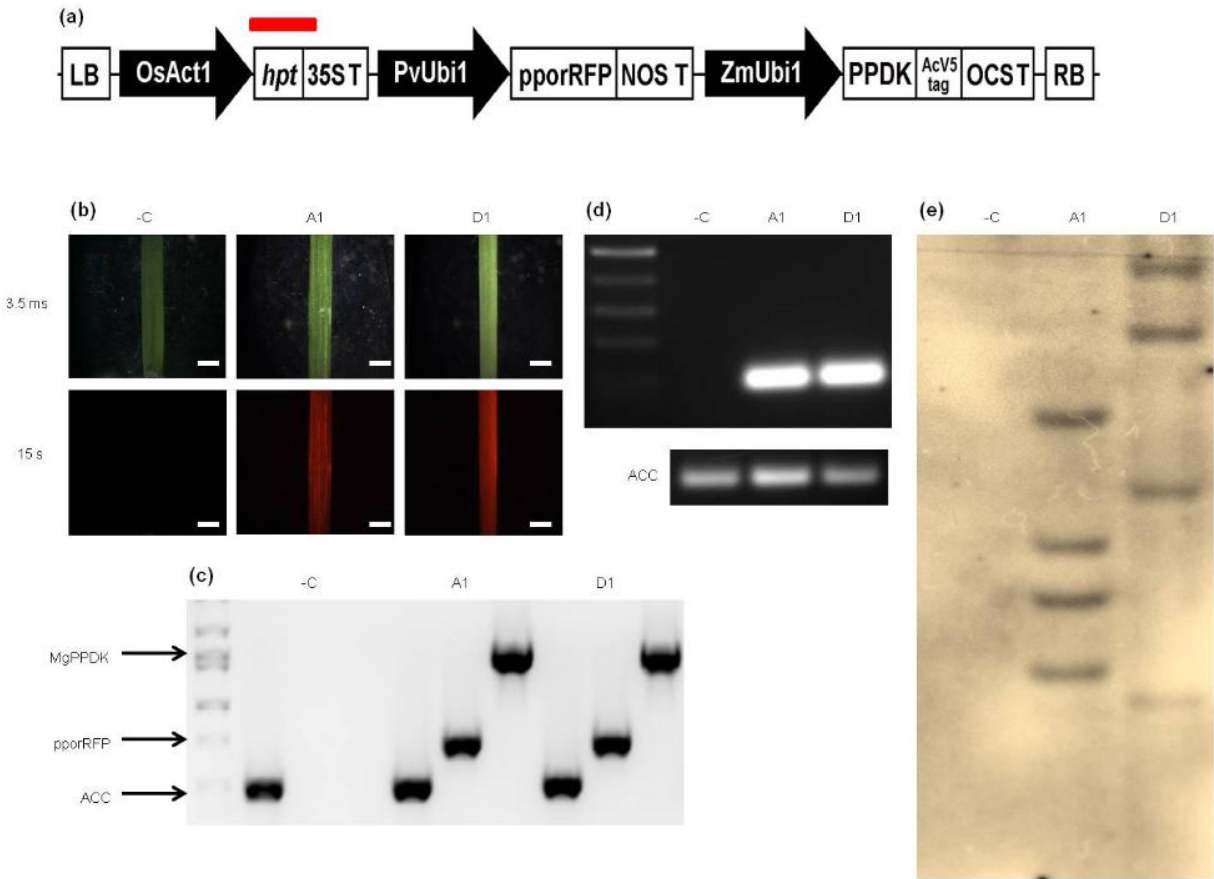 (a)
LB OsAct1 hpt 35S T PvUbi1 pporRFP NOS T ZmUbi1 PPDK AcV5 tag OCS T RB
(b)
-C A1 D1
3.5 ms
15 s
(c)
-C A1 D1
MgPPDK
pporRFP
ACC
(d)
-C A1 D1
ACC
(e)
-C A1 D1